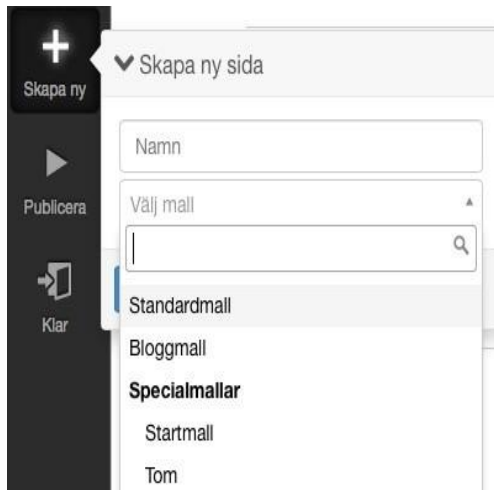 Skapa ny
Publicera
Klar
Skapa ny sida
Namn
Välj mall
Standardmall
Bloggmall
Specialmallar
Startmall
Tom